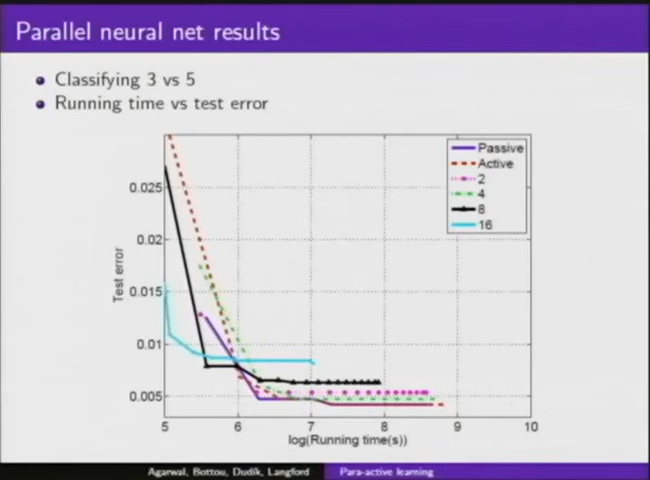 Parallel neural net results
Classifying 3 vs 5
Running time vs test error
Passive
Active
2
4
8
16
0.025
0.02
0.015
0.01
0.005
Test error
5 6 7 8 9 10
log(Running time(s))
Agarwal, Bottou, Dudík, Langford Para-active learning